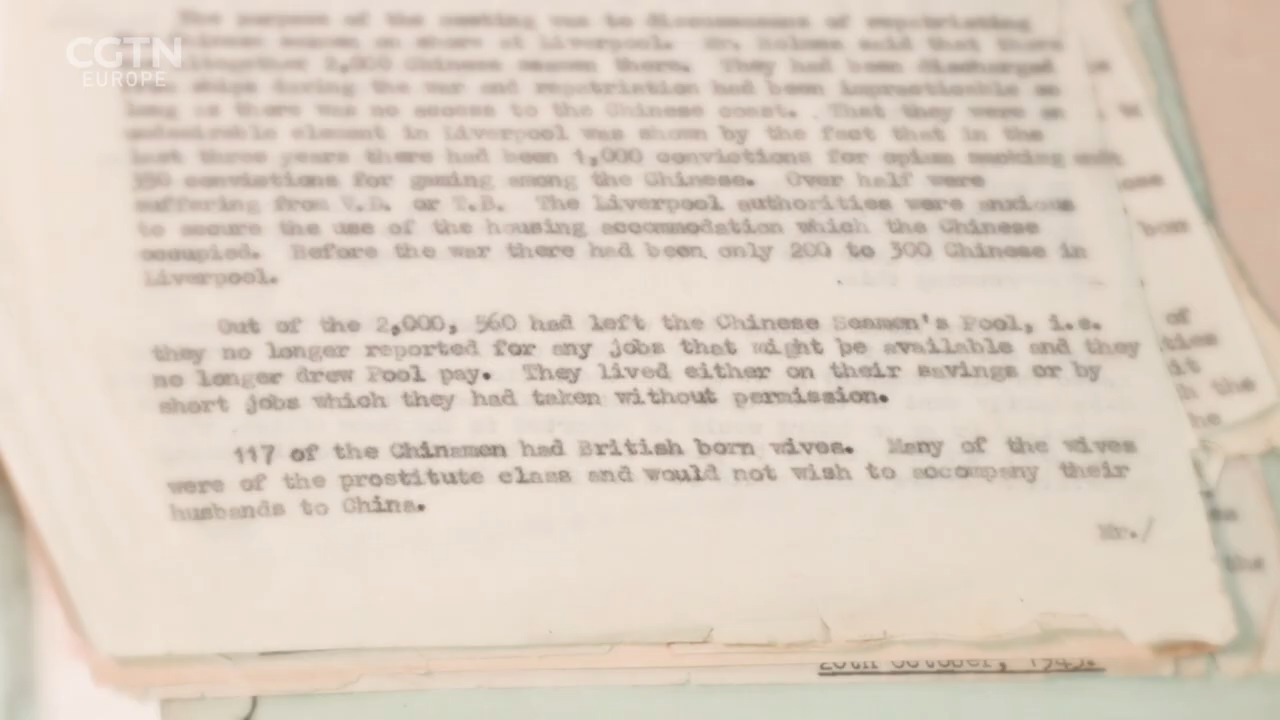 CGTN
EUROPE
The purpose of the meeting was to of repatriating
Chinese seamen on shore at Liverpool. Mr. Holmes said that there
altogether 2,000 Chinese seamen there. They had been discharged
ships during the war and repatriation had been impracticable so
long as there was no access to the Chinese coast. That they were an
undesirable element in Liverpool was shown by the fact that in the
last three years there had been 1,000 convictions for opium smoking and
350 convictions for gaming among the Chinese. Over half were
suffering from V.D. or T.B. The Liverpool authorities were anxious
to secure the use of the housing accommodation which the Chinese
occupied. Before the war there had been only 200 to 300 Chinese in
Liverpool.
Out of the 2,000, 560 had left the Chinese Seamen's Pool, i.e.
they no longer reported for any jobs that might be available and they
no longer drew Pool pay. They lived either on their savings or by
short jobs which they had taken without permission.
117 of the Chinamen had British born wives. Many of the wives
were of the prostitute class and would not wish to accompany their
husbands to China.
Mr./
of
it
the
he
the
20th October, 1945.